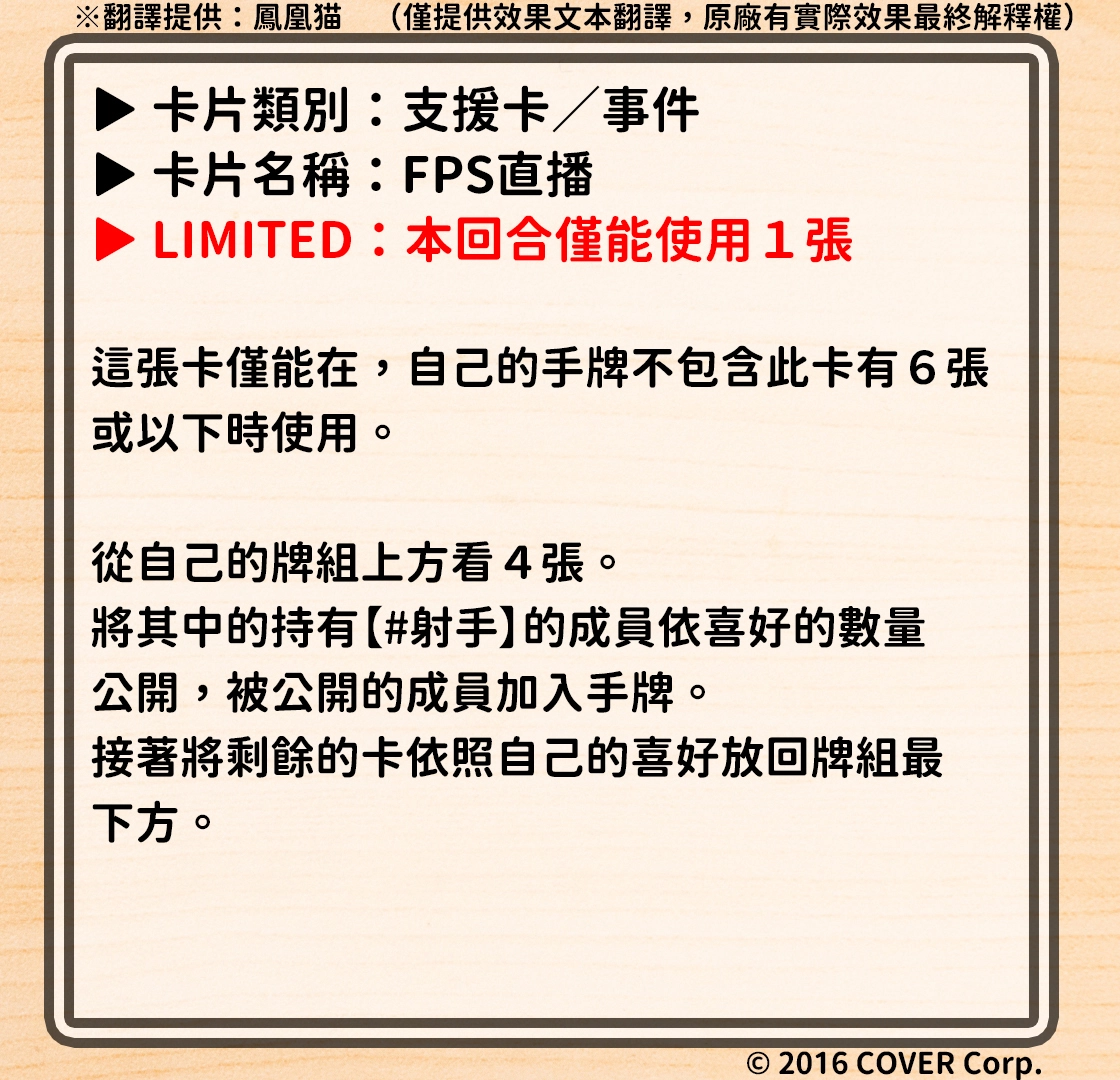 ※翻譯提供：鳳凰猫　（僅提供效果文本翻譯，原廠有實際效果最終解釋權）
▶ 卡片類別：支援卡／事件
▶ 卡片名稱：FPS直播
▶ LIMITED：本回合僅能使用１張
這張卡僅能在，自己的手牌不包含此卡有６張
或以下時使用。
從自己的牌組上方看４張。
將其中的持有【#射手】的成員依喜好的數量
公開，被公開的成員加入手牌。
接著將剩餘的卡依照自己的喜好放回牌組最
下方。
© 2016 COVER Corp.